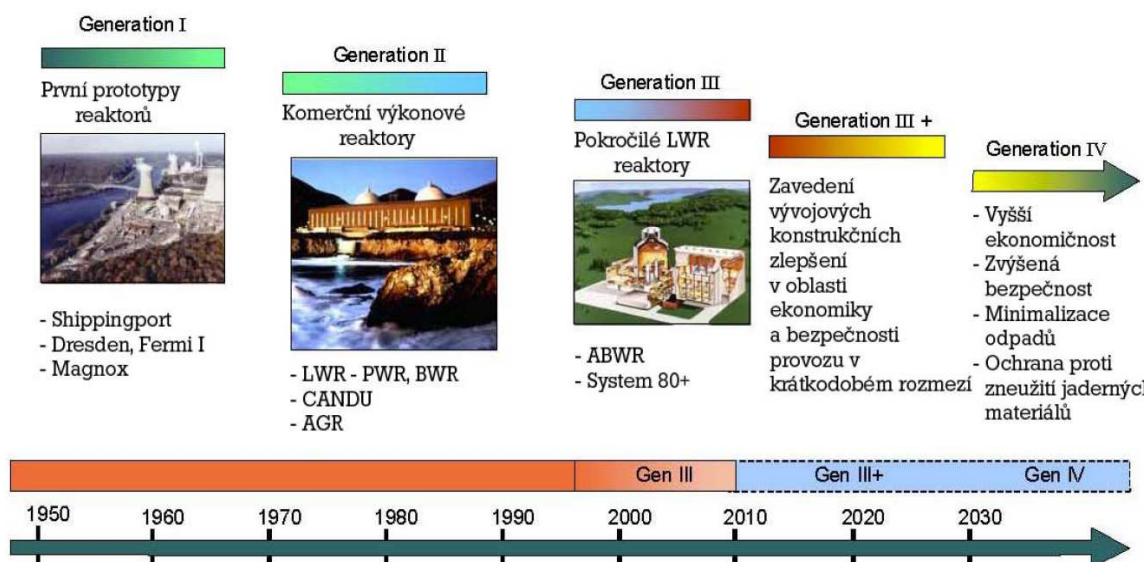 Generation I
První prototypy
reaktorů
- Shippingport
- Dresden, Fermi I
- Magnox
Generation II
Komerční výkonové
reaktory
- LWR - PWR, BWR
- CANDU
- AGR
Generation III
Pokročilé LWR
reaktory
- ABWR
- System 80+
Generation III +
Zavedení
vývojových
konstrukčních
zlepšení
v oblasti
ekonomiky
a bezpečnosti
provozu v
krátkodobém rozmezí
Generation IV
- Vyšší
ekonomičnost
- Zvýšená
bezpečnost
- Minimalizace
odpadů
- Ochrana proti
zneužití jaderných
materiálů
Gen III
Gen III+
Gen IV
1950
1960
1970
1980
1990
2000
2010
2020
2030